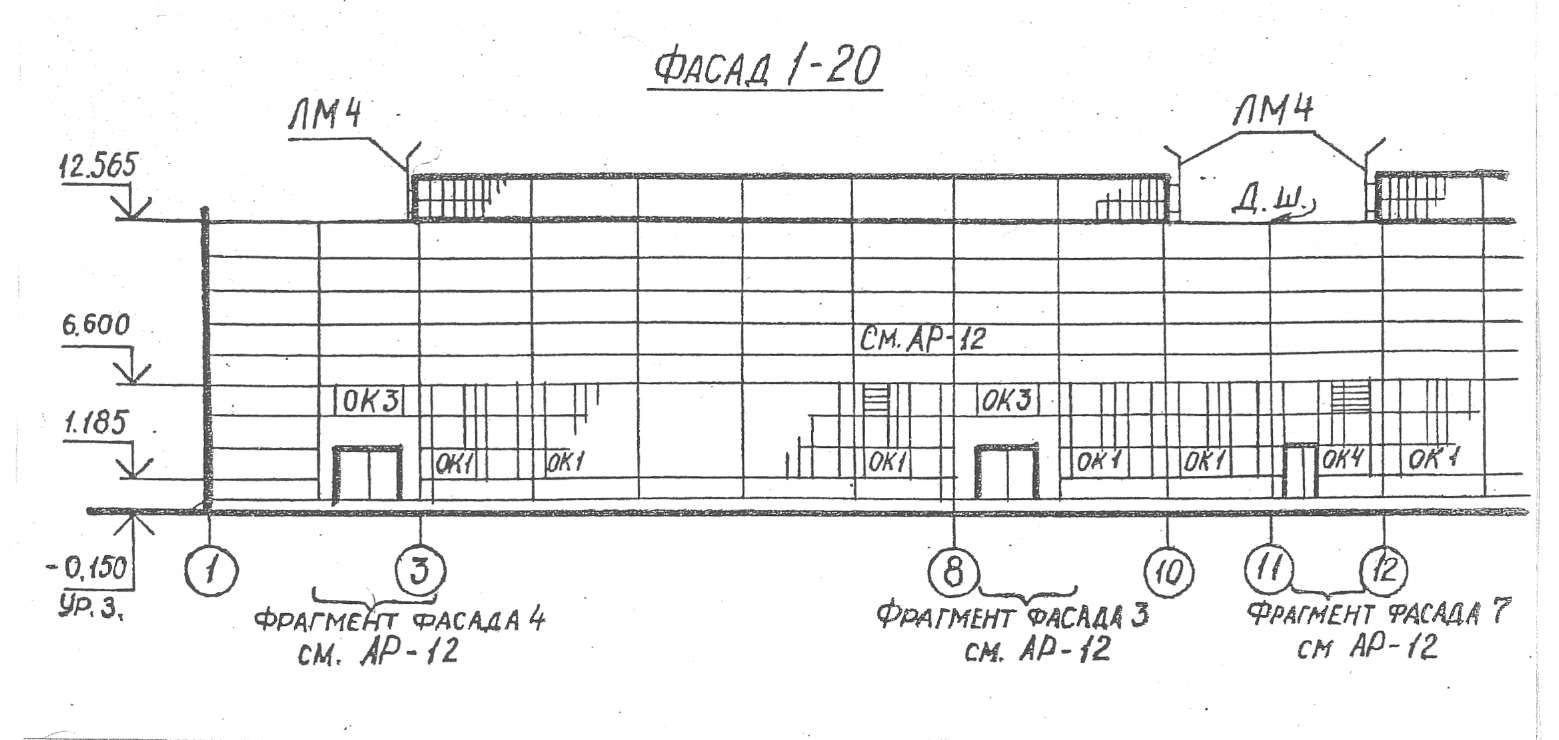 ФАСАД 1-20
ЛМ4
ЛМ4
12.565
Д.Ш.
6.600
СМ. АР-12
ОК3
ОК3
1.185
ОК1
ОК1
ОК1
ОК1
ОК1
ОК4
ОК1
-0,150
УР.З.
1
3
8
10
11
12
ФРАГМЕНТ ФАСАДА 4
СМ. АР-12
ФРАГМЕНТ ФАСАДА 3
СМ. АР-12
ФРАГМЕНТ ФАСАДА 7
СМ АР-12